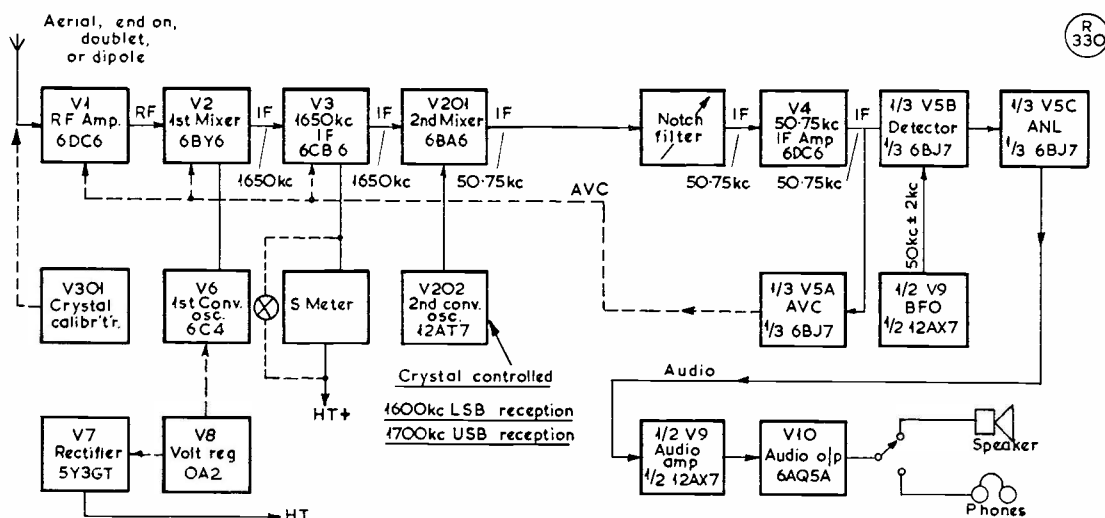 Aerial, end on,
doublet,
or dipole
R
330
V1
RF Amp.
6DC6
RF
V2
1st Mixer
6BY6
IF
1650kc
V3
1650kc
IF
6CB6
IF
1650kc
V201
2nd Mixer
6BA6
IF
50·75kc
Notch
filter
IF
50·75kc
V4
50·75kc
IF Amp
6DC6
IF
50·75kc
1/3 V5B
Detector
1/3 6BJ7
1/3 V5C
ANL
1/3 6BJ7
AVC
50kc ± 2kc
V301
Crystal
calibr't'r.
V6
1st Conv.
osc.
6C4
S Meter
V202
2nd conv.
osc.
12AT7
1/3 V5A
AVC
1/3 6BJ7
1/2 V9
BFO
1/2 12AX7
Crystal controlled
1600kc LSB reception
1700kc USB reception
HT+
Audio
V7
Rectifier
5Y3GT
V8
Volt reg
OA2
HT
1/2 V9
Audio
amp
1/2 12AX7
V10
Audio o/p
6AQ5A
Speaker
Phones